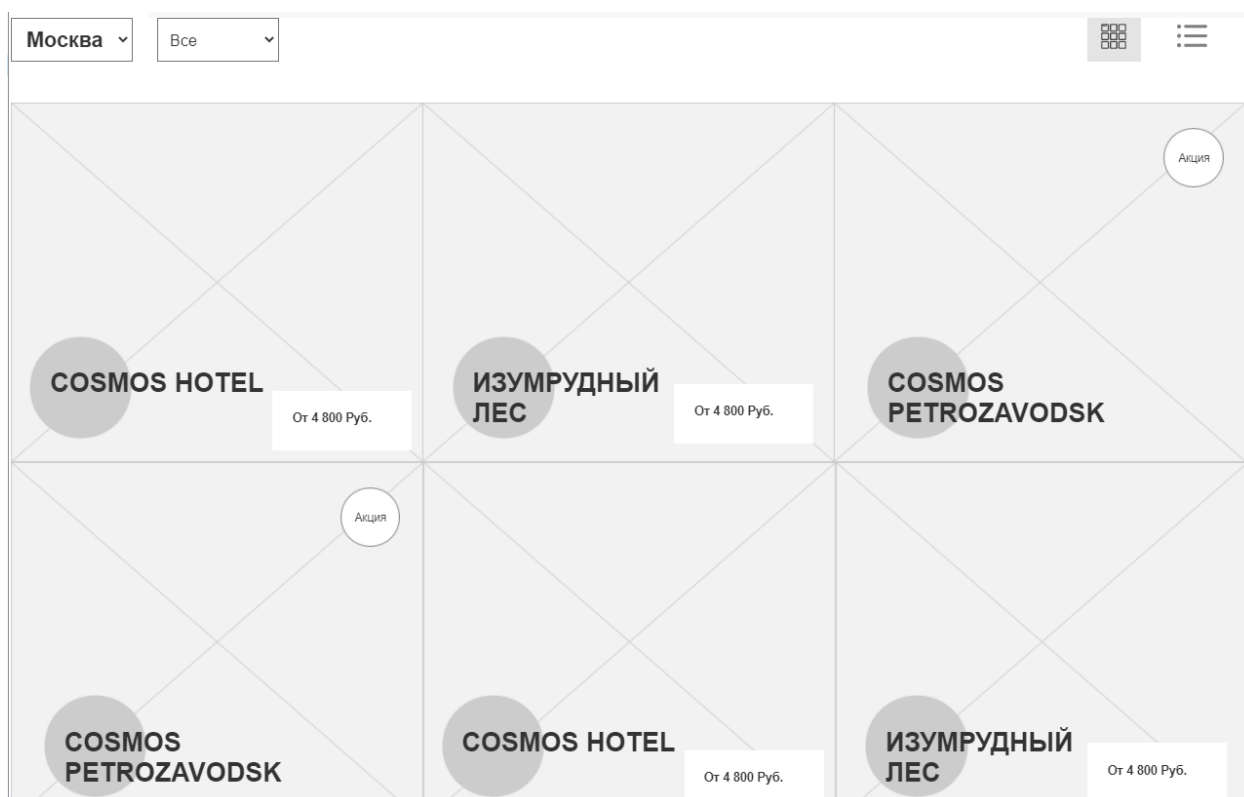 Москва
Все
Акция
COSMOS HOTEL
От 4 800 Руб.
ИЗУМРУДНЫЙ
ЛЕС
От 4 800 Руб.
COSMOS
PETROZAVODSK
Акция
COSMOS
PETROZAVODSK
COSMOS HOTEL
От 4 800 Руб.
ИЗУМРУДНЫЙ
ЛЕС
От 4 800 Руб.